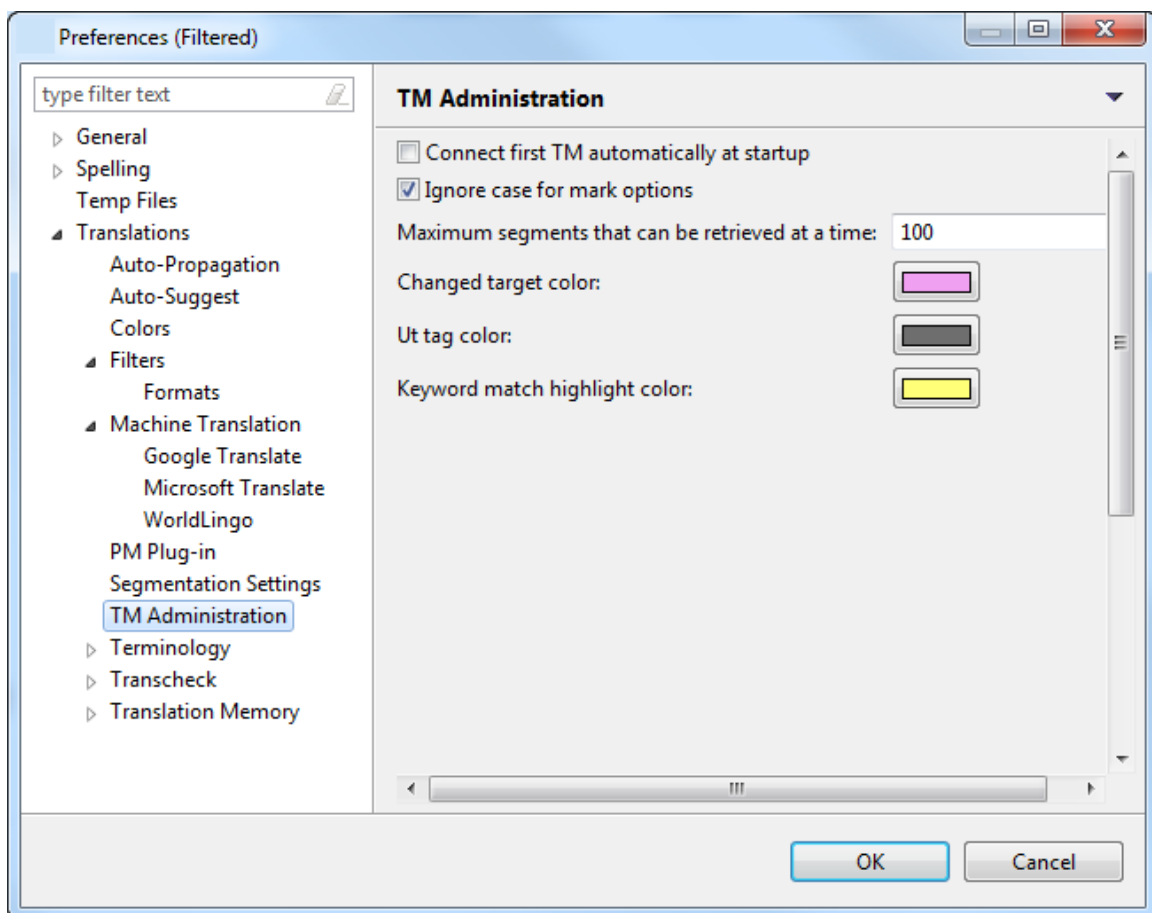 Preferences (Filtered)
type filter text
General
Spelling
Temp Files
Translations
Auto-Propagation
Auto-Suggest
Colors
Filters
Formats
Machine Translation
Google Translate
Microsoft Translate
WorldLingo
PM Plug-in
Segmentation Settings
TM Administration
Terminology
Transcheck
Translation Memory
TM Administration
Connect first TM automatically at startup
Ignore case for mark options
Maximum segments that can be retrieved at a time: 100
Changed target color:
Ut tag color:
Keyword match highlight color:
OK Cancel